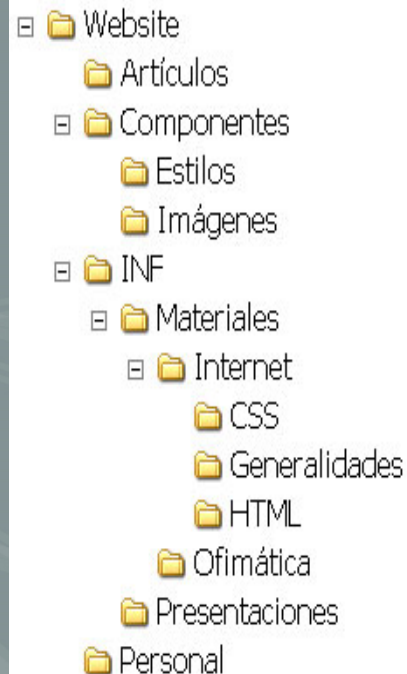 Website
Artículos
Componentes
Estilos
Imágenes
INF
Materiales
Internet
CSS
Generalidades
HTML
Ofimática
Presentaciones
Personal